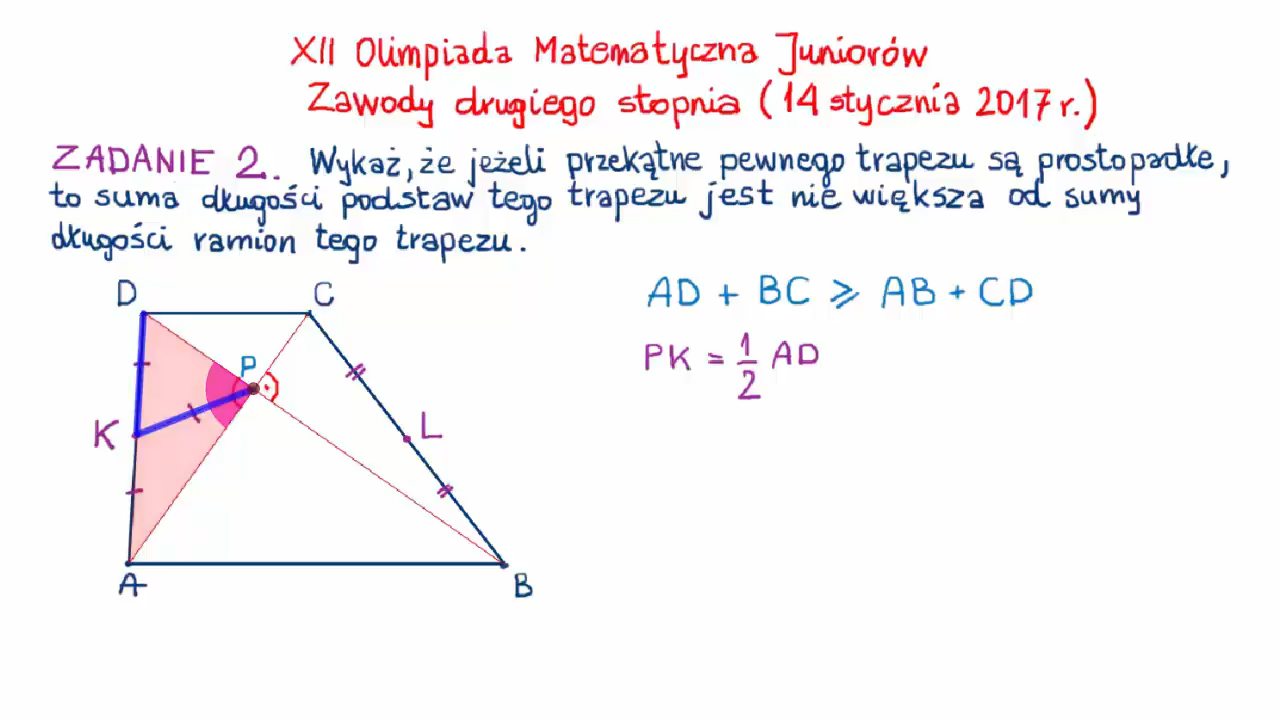 XII Olimpiada Matematyczna Juniorów
Zawody drugiego stopnia (14 stycznia 2017 r.)
ZADANIE 2. Wykaż, że jeżeli przekątne pewnego trapezu są prostopadłe,
to suma długości podstaw tego trapezu jest nie większa od sumy
długości ramion tego trapezu.
D C
AD + BC ⩾ AB + CD
P
PK = 1/2 AD
K L
A B